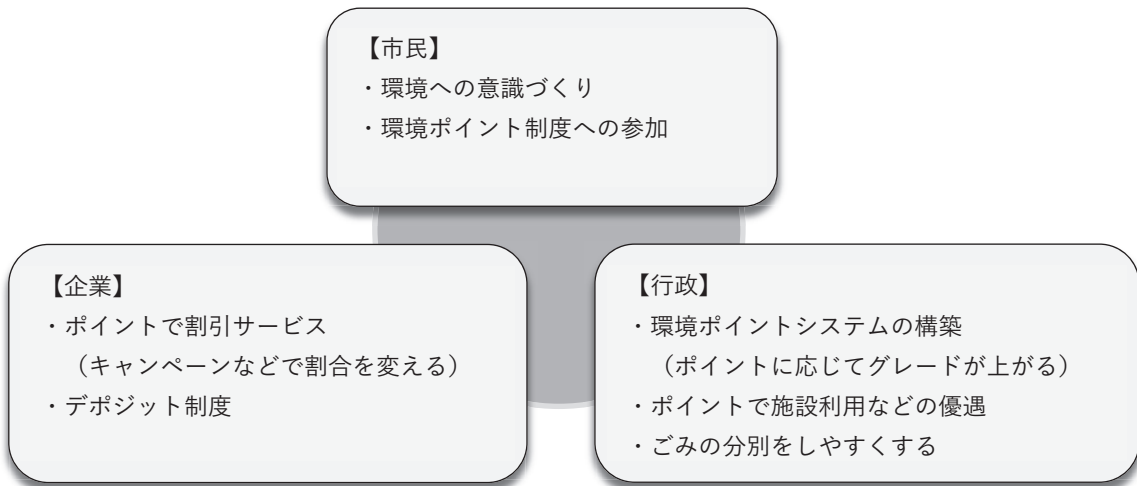 【市民】
・環境への意識づくり
・環境ポイント制度への参加
【企業】
・ポイントで割引サービス
（キャンペーンなどで割合を変える）
・デポジット制度
【行政】
・環境ポイントシステムの構築
（ポイントに応じてグレードが上がる）
・ポイントで施設利用などの優遇
・ごみの分別をしやすくする